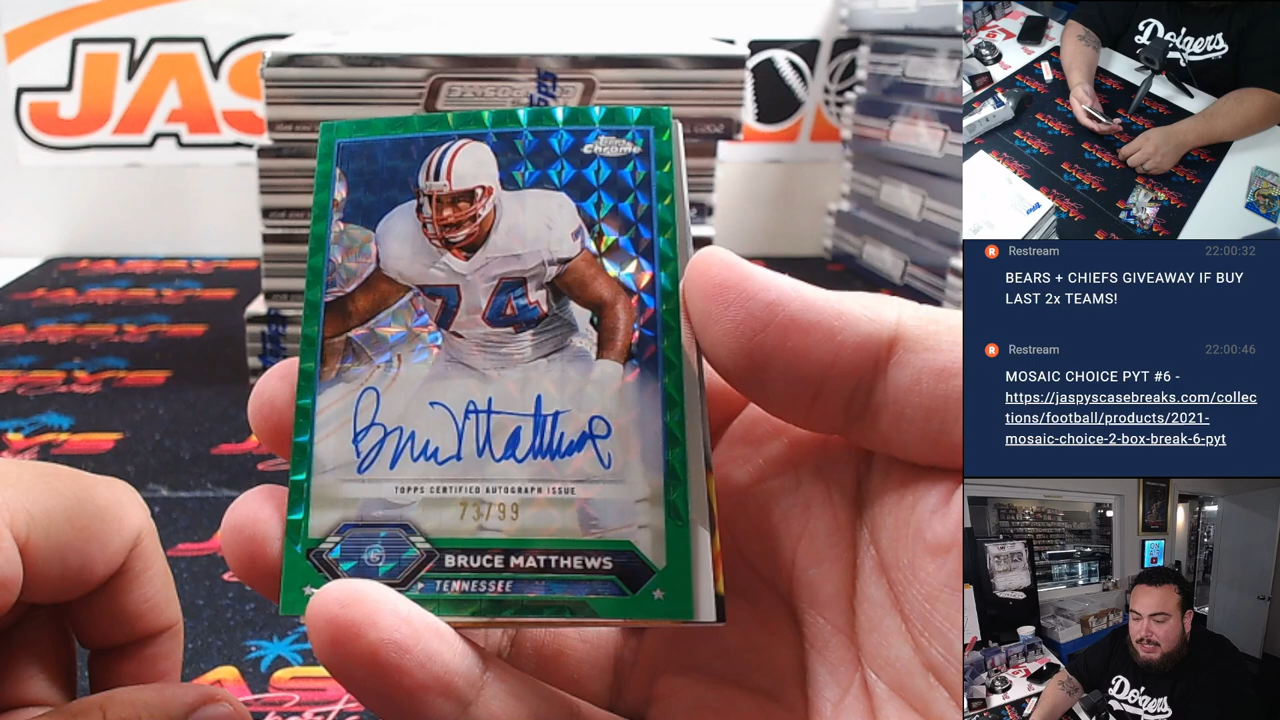 JAS
Topps
Chrome
74
Bruce Matthews
TOPPS CERTIFIED AUTOGRAPH ISSUE
73/99
G
BRUCE MATTHEWS
TENNESSEE
Dodgers
R Restream 22:00:32
BEARS + CHIEFS GIVEAWAY IF BUY
LAST 2x TEAMS!
R Restream 22:00:46
MOSAIC CHOICE PYT #6 -
https://jaspyscasebreaks.com/collec
tions/football/products/2021-
mosaic-choice-2-box-break-6-pyt
Dodgers